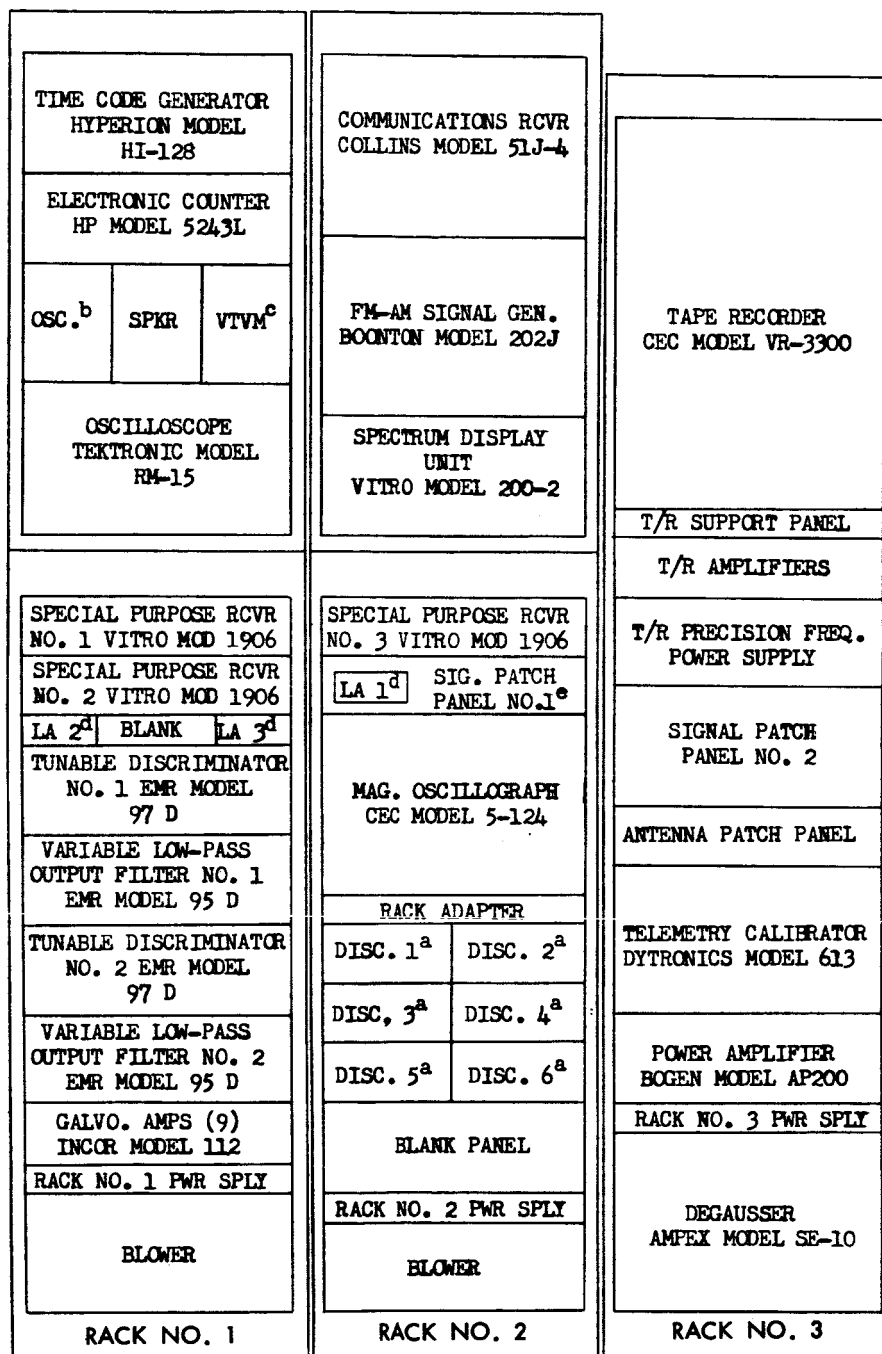 TIME CODE GENERATOR
HYPERION MODEL
HI-128
ELECTRONIC COUNTER
HP MODEL 5243L
OSC.b
SPKR
VTVMc
OSCILLOSCOPE
TEKTRONIC MODEL
RM-15
SPECIAL PURPOSE RCVR
NO. 1 VITRO MOD 1906
SPECIAL PURPOSE RCVR
NO. 2 VITRO MOD 1906
LA 2d
BLANK
LA 3d
TUNABLE DISCRIMINATOR
NO. 1 EMR MODEL
97 D
VARIABLE LOW-PASS
OUTPUT FILTER NO. 1
EMR MODEL 95 D
TUNABLE DISCRIMINATOR
NO. 2 EMR MODEL
97 D
VARIABLE LOW-PASS
OUTPUT FILTER NO. 2
EMR MODEL 95 D
GALVO. AMPS (9)
INCOR MODEL 112
RACK NO. 1 PWR SPLY
BLOWER
RACK NO. 1
COMMUNICATIONS RCVR
COLLINS MODEL 51J-4
FM-AM SIGNAL GEN.
BOONTON MODEL 202J
SPECTRUM DISPLAY
UNIT
VITRO MODEL 200-2
SPECIAL PURPOSE RCVR
NO. 3 VITRO MOD 1906
LA 1d
SIG. PATCH
PANEL NO.1e
MAG. OSCILLOGRAPH
CEC MODEL 5-124
RACK ADAPTER
DISC. 1a
DISC. 2a
DISC, 3a
DISC. 4a
DISC. 5a
DISC. 6a
BLANK PANEL
RACK NO. 2 PWR SPLY
BLOWER
RACK NO. 2
TAPE RECORDER
CEC MODEL VR-3300
T/R SUPPORT PANEL
T/R AMPLIFIERS
T/R PRECISION FREQ.
POWER SUPPLY
SIGNAL PATCH
PANEL NO. 2
ANTENNA PATCH PANEL
TELEMETRY CALIBRATOR
DYTRONICS MODEL 613
POWER AMPLIFIER
BOGEN MODEL AP200
RACK NO. 3 PWR SPLY
DEGAUSSER
AMPEX MODEL SE-10
RACK NO. 3